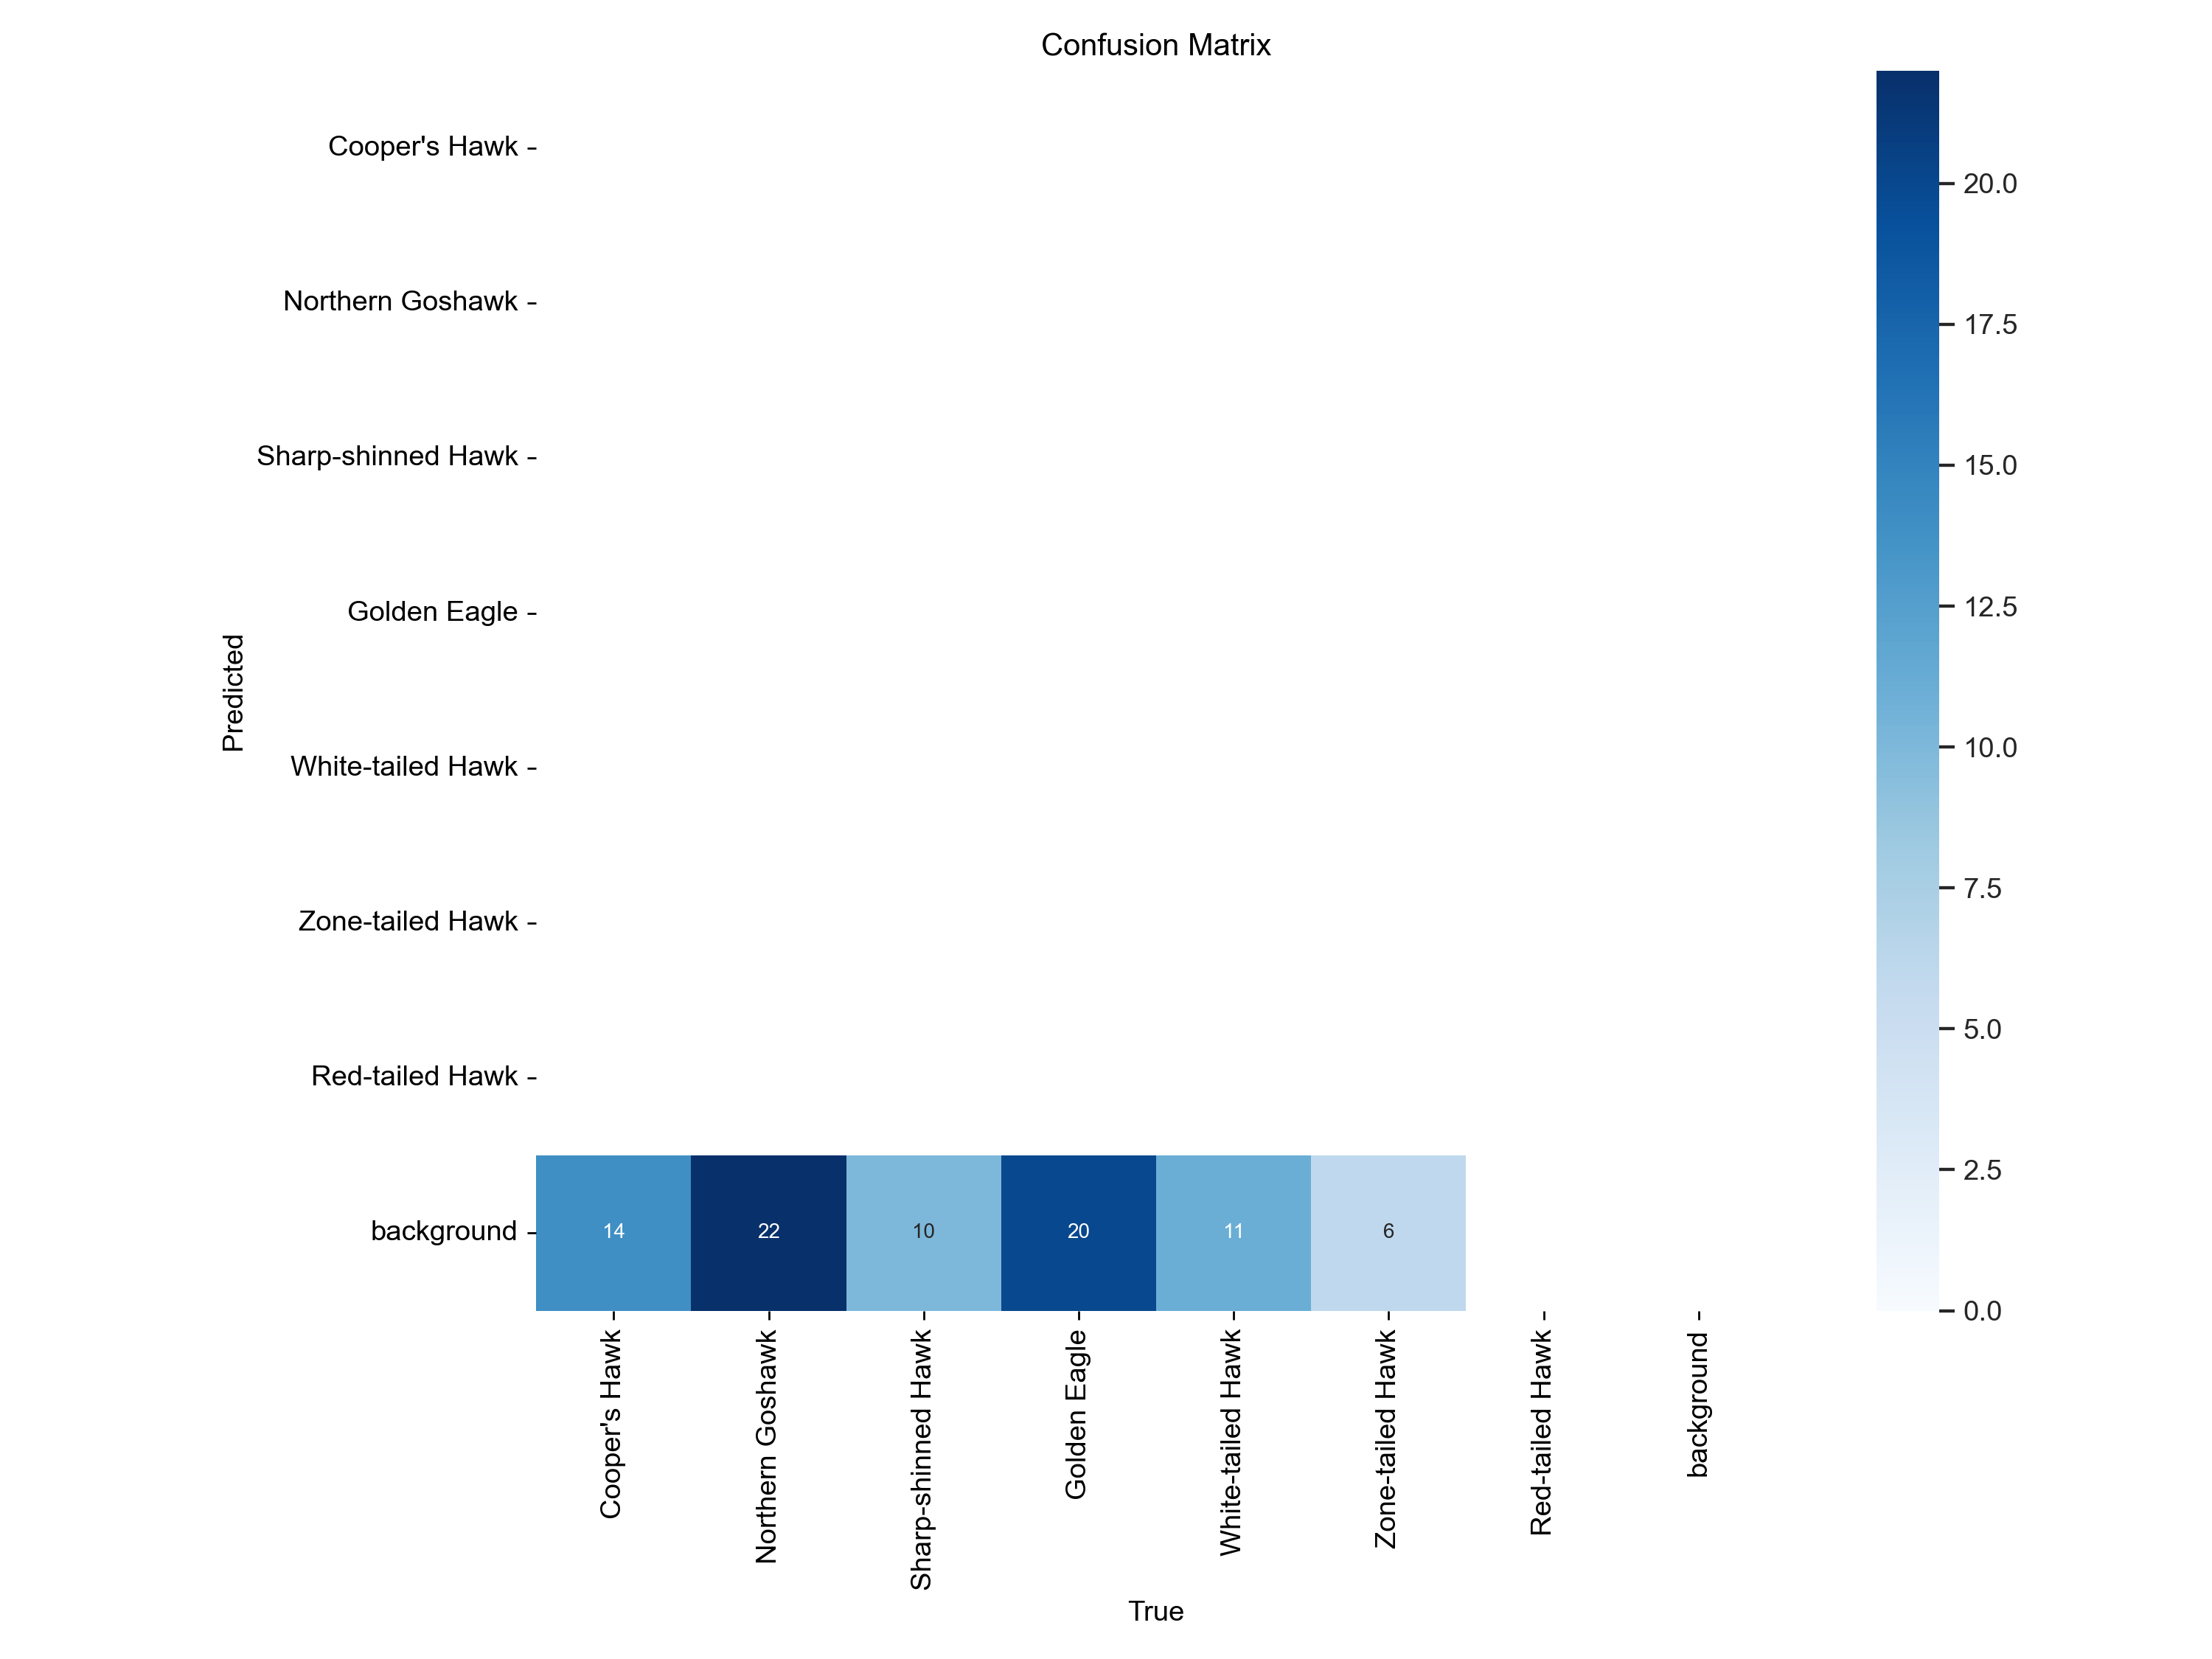 Confusion Matrix
Cooper's Hawk
Northern Goshawk
Sharp-shinned Hawk
Golden Eagle
White-tailed Hawk
Zone-tailed Hawk
Red-tailed Hawk
background
Predicted
14 22 10 20 11 6
Cooper's Hawk
Northern Goshawk
Sharp-shinned Hawk
Golden Eagle
White-tailed Hawk
Zone-tailed Hawk
Red-tailed Hawk
background
True
20.0
17.5
15.0
12.5
10.0
7.5
5.0
2.5
0.0